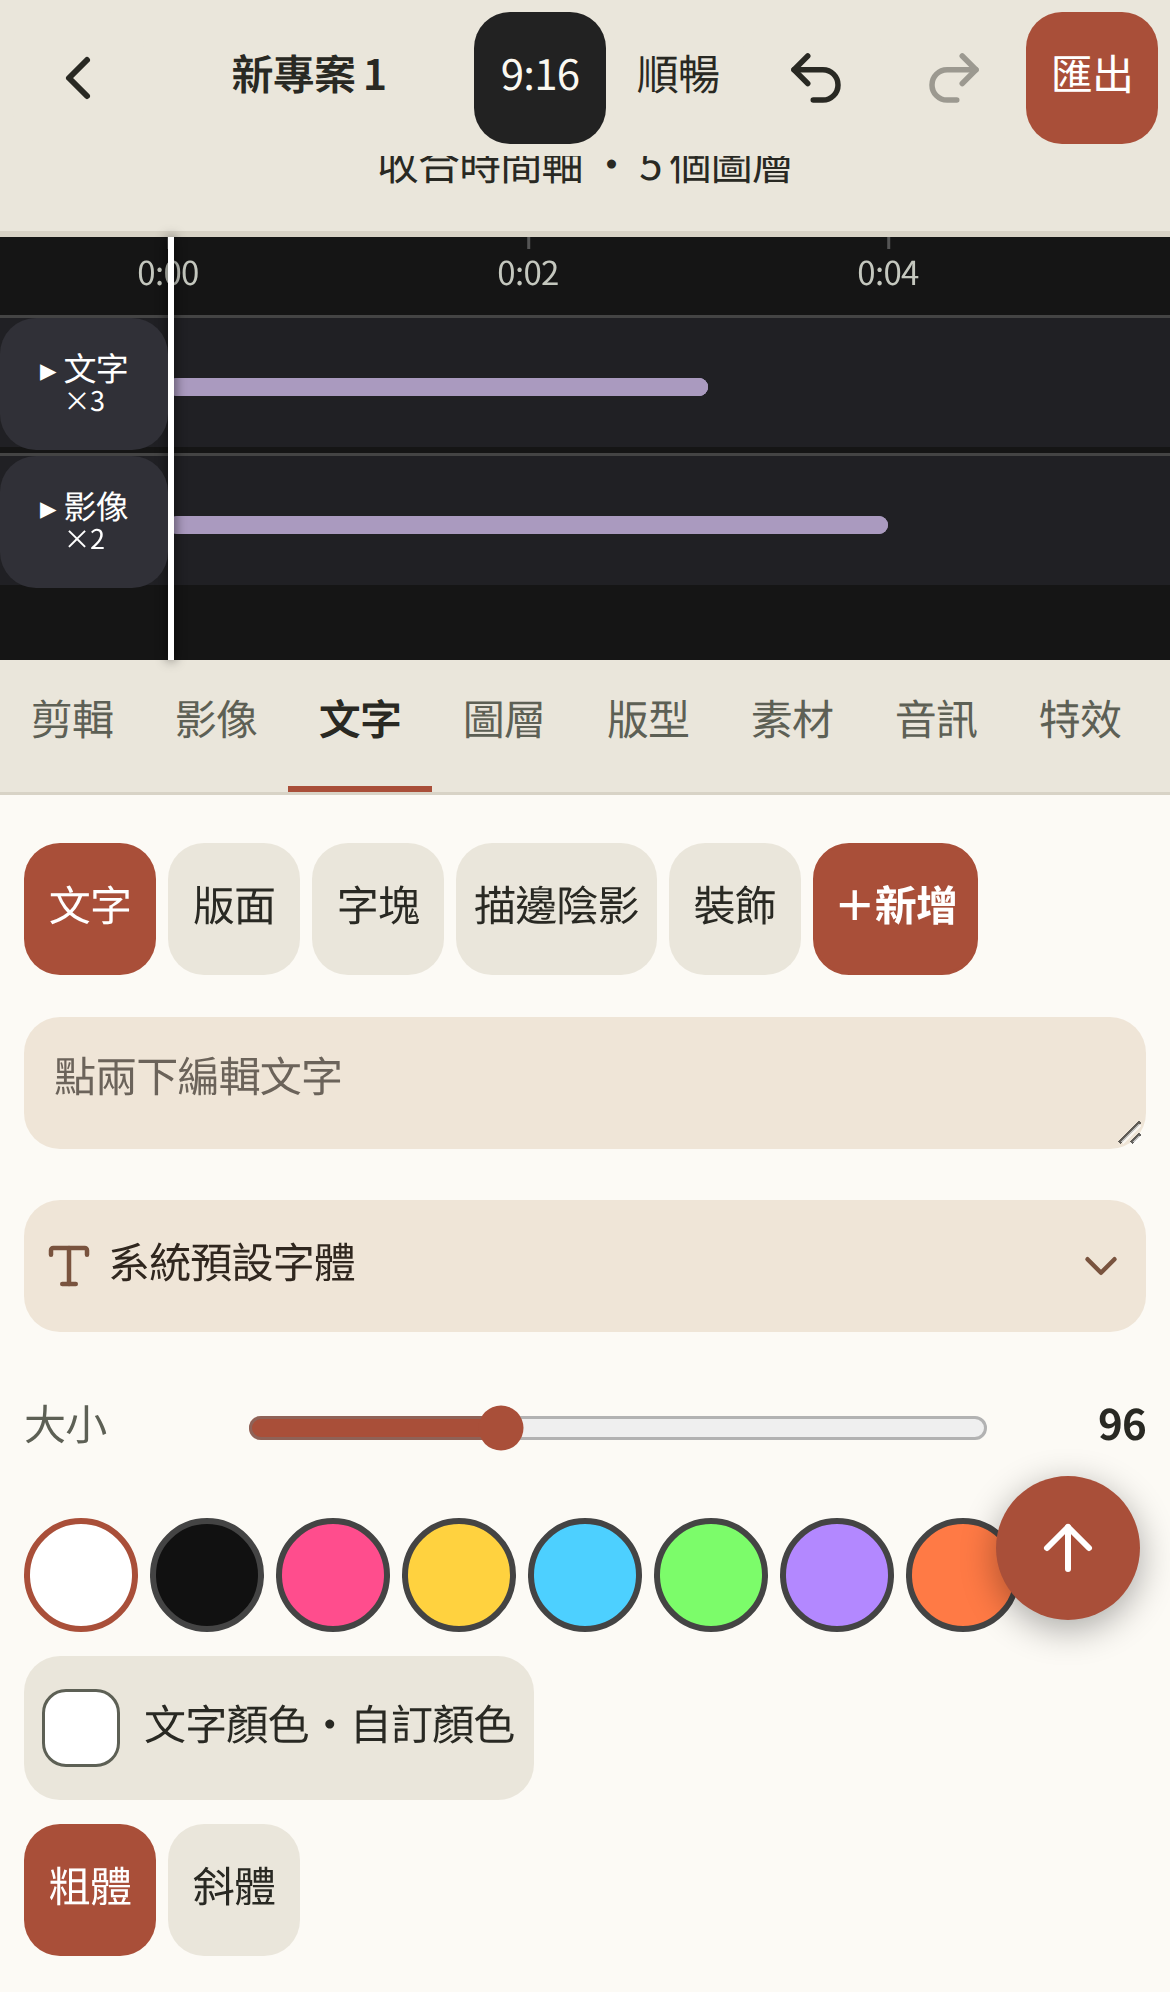 新專案 1
9:16
順暢
匯出
收合時間軸 · 5 個圖層
0:00
0:02
0:04
▸ 文字
×3
▸ 影像
×2
剪輯
影像
文字
圖層
版型
素材
音訊
特效
文字
版面
字塊
描邊陰影
裝飾
＋新增
點兩下編輯文字
系統預設字體
大小
96
文字顏色・自訂顏色
粗體
斜體